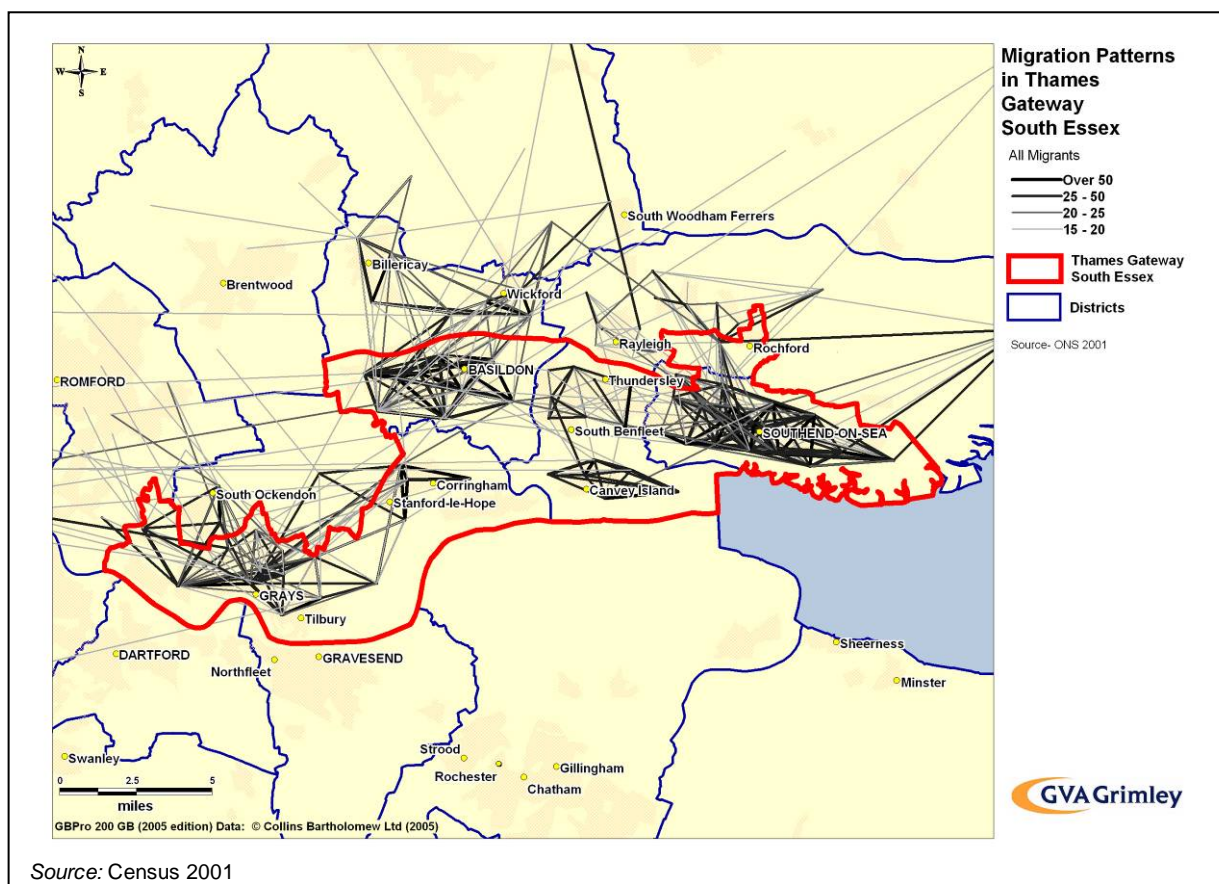 Migration Patterns
in Thames
Gateway
South Essex
All Migrants
Over 50
25 - 50
20 - 25
15 - 20
Thames Gateway
South Essex
Districts
Source- ONS 2001
N
W E
S
South Woodham Ferrers
Billericay
Brentwood
Wickford
Rayleigh
Rochford
BASILDON
Thundersley
ROMFORD
South Benfleet
SOUTHEND-ON-SEA
Corringham
Canvey Island
South Ockendon
Stanford-le-Hope
GRAYS
Tilbury
DARTFORD
Northfleet
GRAVESEND
Sheerness
Minster
Swanley
Strood
Rochester
Gillingham
Chatham
0 2.5 5
miles
GBPro 200 GB (2005 edition) Data: © Collins Bartholomew Ltd (2005)
GVA Grimley
Source: Census 2001